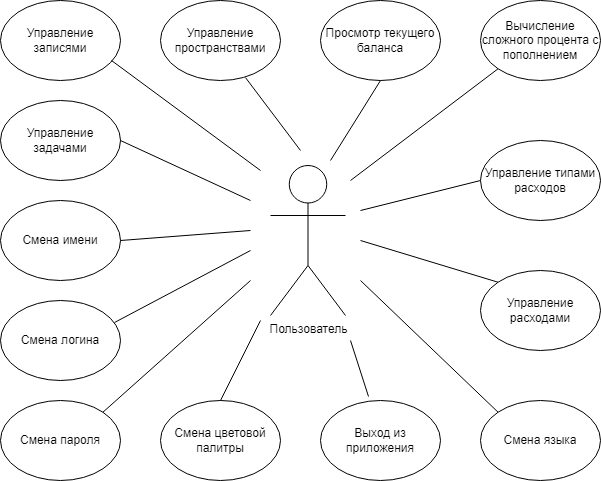 Управление
записями
Управление
пространствами
Просмотр текущего
баланса
Вычисление
сложного процента с
пополнением
Управление
задачами
Управление типами
расходов
Смена имени
Управление
расходами
Пользователь
Смена логина
Смена пароля
Смена цветовой
палитры
Выход из
приложения
Смена языка